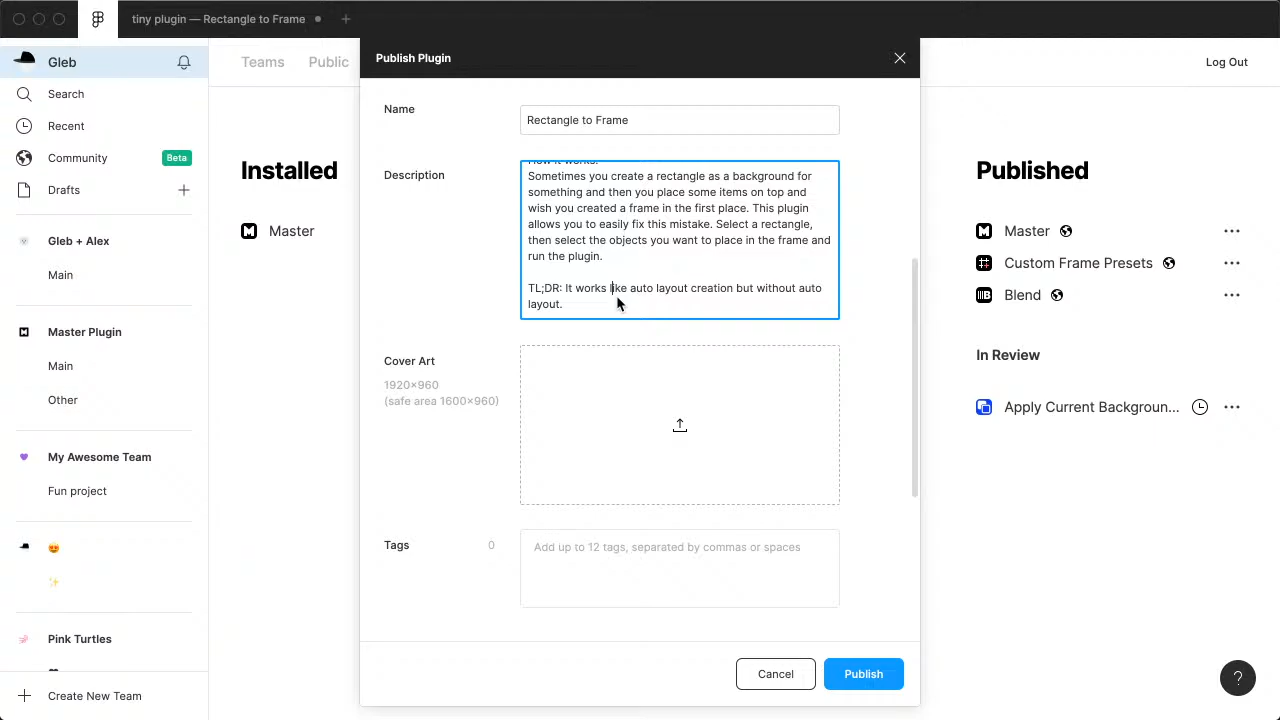 tiny plugin — Rectangle to Frame
Gleb
Search
Recent
Community
Beta
Drafts
Gleb + Alex
Main
Master Plugin
Main
Other
My Awesome Team
Fun project
Pink Turtles
Create New Team
Teams
Public
Log Out
Installed
Master
Publish Plugin
Name
Rectangle to Frame
Description
How it works:
Sometimes you create a rectangle as a background for
something and then you place some items on top and
wish you created a frame in the first place. This plugin
allows you to easily fix this mistake. Select a rectangle,
then select the objects you want to place in the frame and
run the plugin.
TL;DR: It works like auto layout creation but without auto
layout.
Cover Art
1920×960
(safe area 1600×960)
Tags
0
Add up to 12 tags, separated by commas or spaces
Cancel
Publish
Published
Master
Custom Frame Presets
Blend
In Review
Apply Current Backgroun...
?